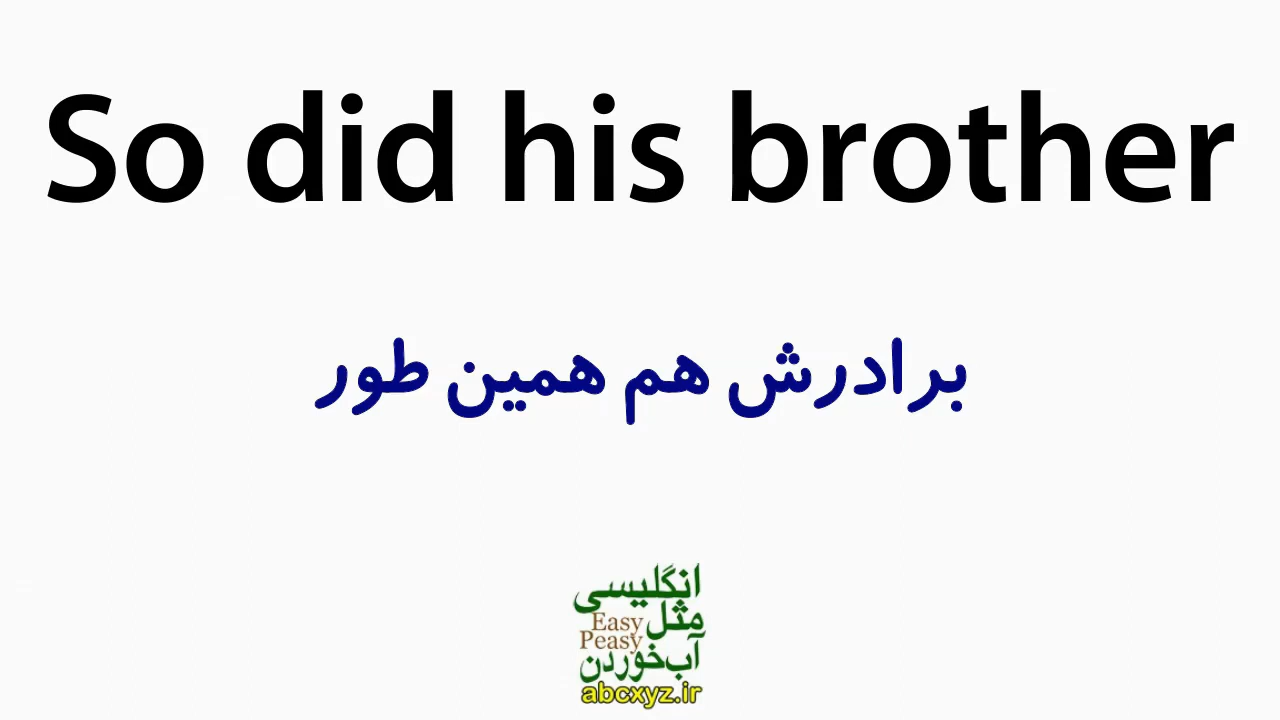 So did his brother
برادرش هم همین طور
انگلیسی
مثل
Easy
Peasy
آب خوردن
abcxyz.ir